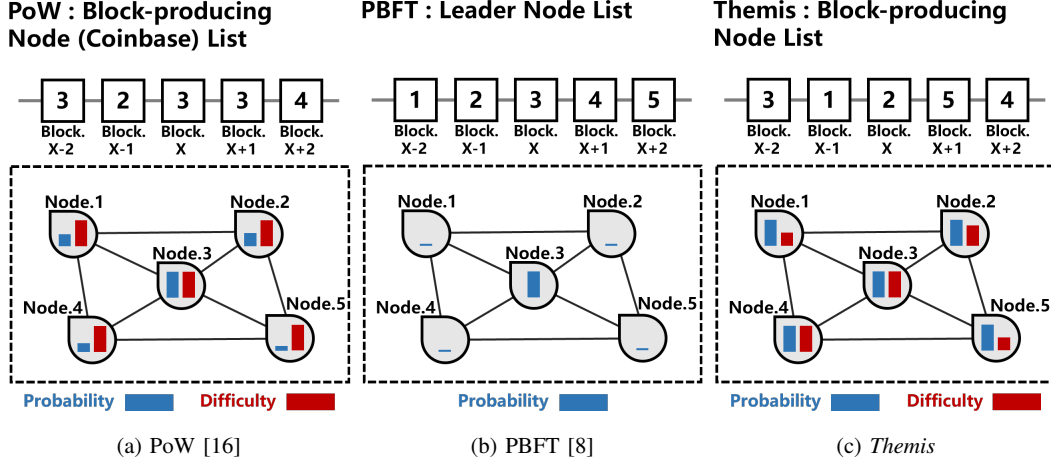 PoW : Block-producing
Node (Coinbase) List
3 2 3 3 4
Block. Block. Block. Block. Block.
X-2 X-1 X X+1 X+2
Node.1 Node.2
Node.3
Node.4 Node.5
Probability Difficulty
(a) PoW [16]
PBFT : Leader Node List
1 2 3 4 5
Block. Block. Block. Block. Block.
X-2 X-1 X X+1 X+2
Node.1 Node.2
Node.3
Node.4 Node.5
Probability
(b) PBFT [8]
Themis : Block-producing
Node List
3 1 2 5 4
Block. Block. Block. Block. Block.
X-2 X-1 X X+1 X+2
Node.1 Node.2
Node.3
Node.4 Node.5
Probability Difficulty
(c) Themis